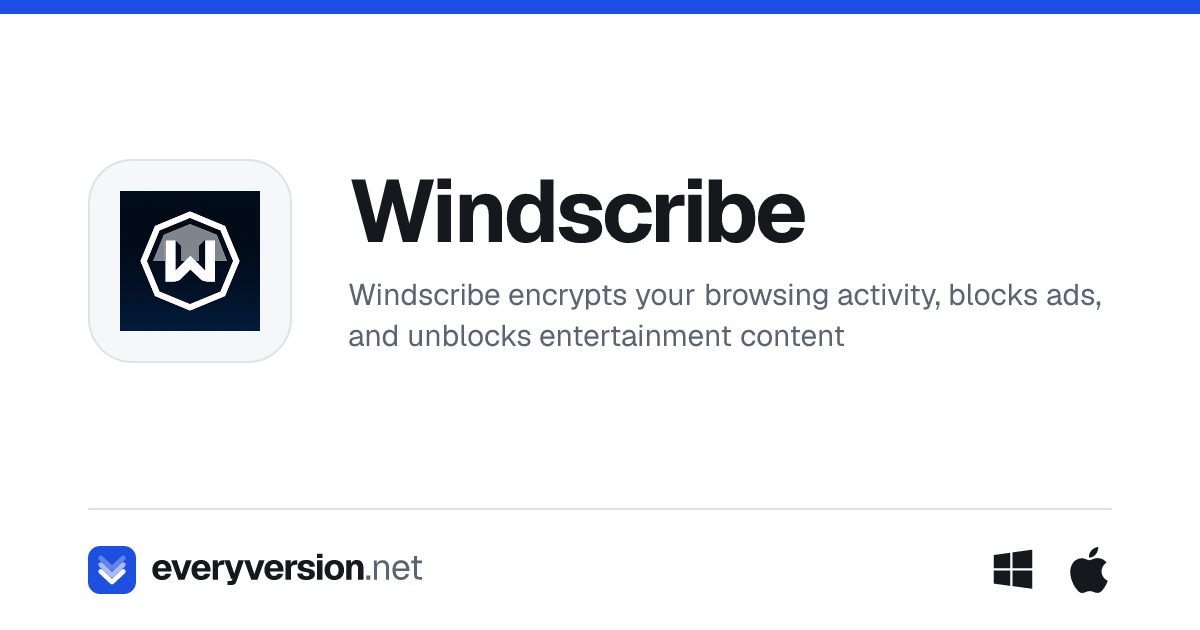 W
Windscribe
Windscribe encrypts your browsing activity, blocks ads,
and unblocks entertainment content
everyversion.net